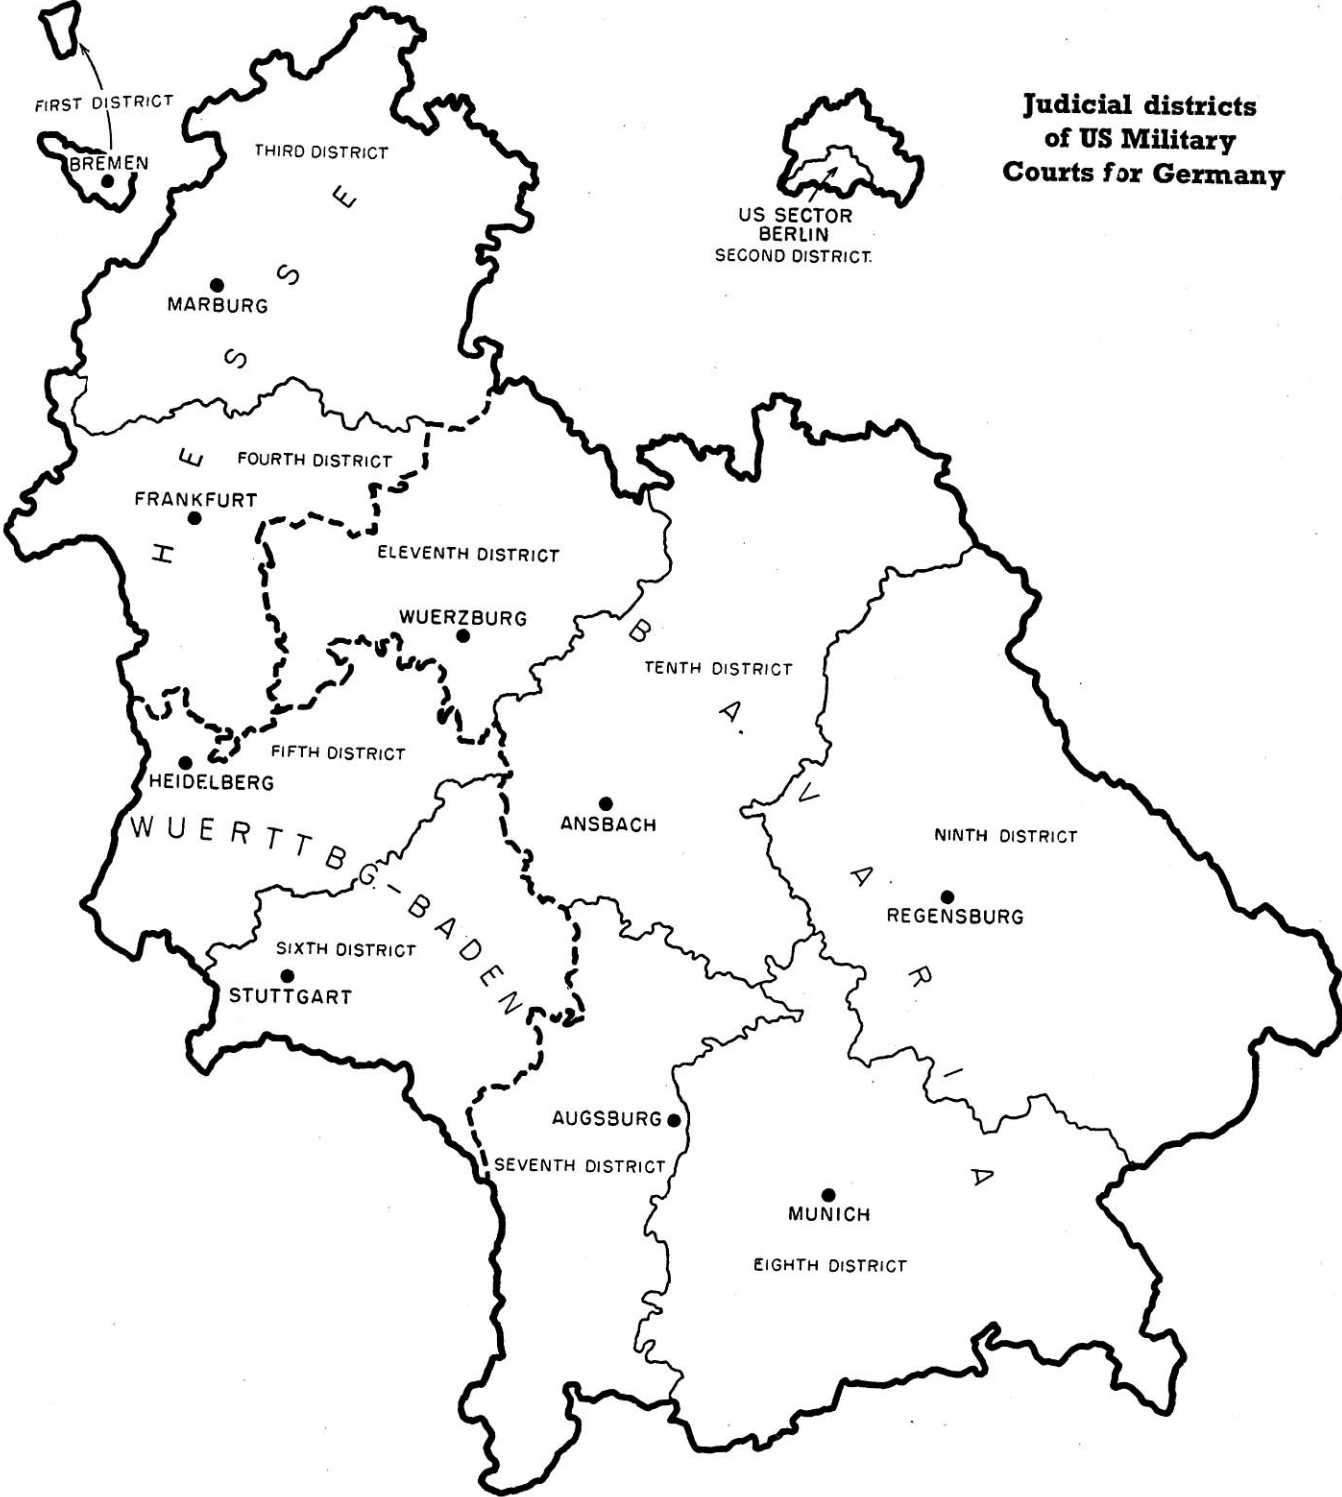 Judicial districts
of US Military
Courts for Germany
FIRST DISTRICT
BREMEN
US SECTOR
BERLIN
SECOND DISTRICT.
THIRD DISTRICT
MARBURG
HESSE
FOURTH DISTRICT
FRANKFURT
ELEVENTH DISTRICT
WUERZBURG
BAVARIA
TENTH DISTRICT
ANSBACH
FIFTH DISTRICT
HEIDELBERG
WUERTTBG.-BADEN
NINTH DISTRICT
REGENSBURG
SIXTH DISTRICT
STUTTGART
AUGSBURG
SEVENTH DISTRICT
MUNICH
EIGHTH DISTRICT